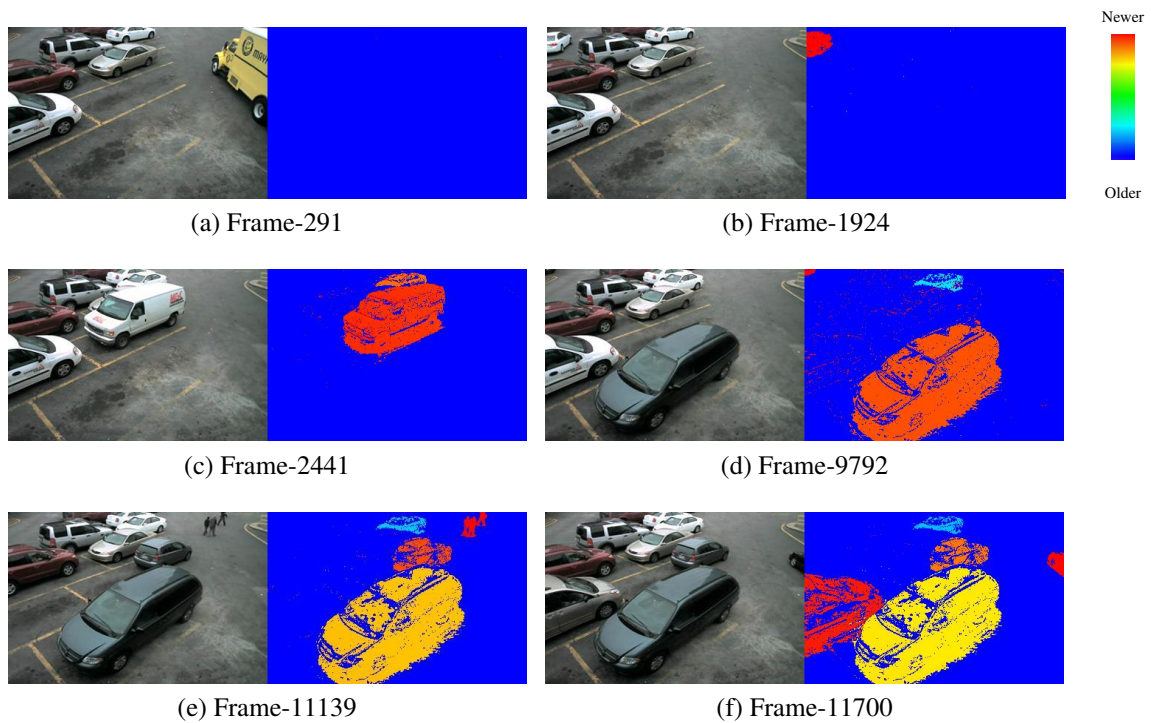 Newer
Older
(a) Frame-291
(b) Frame-1924
(c) Frame-2441
(d) Frame-9792
(e) Frame-11139
(f) Frame-11700